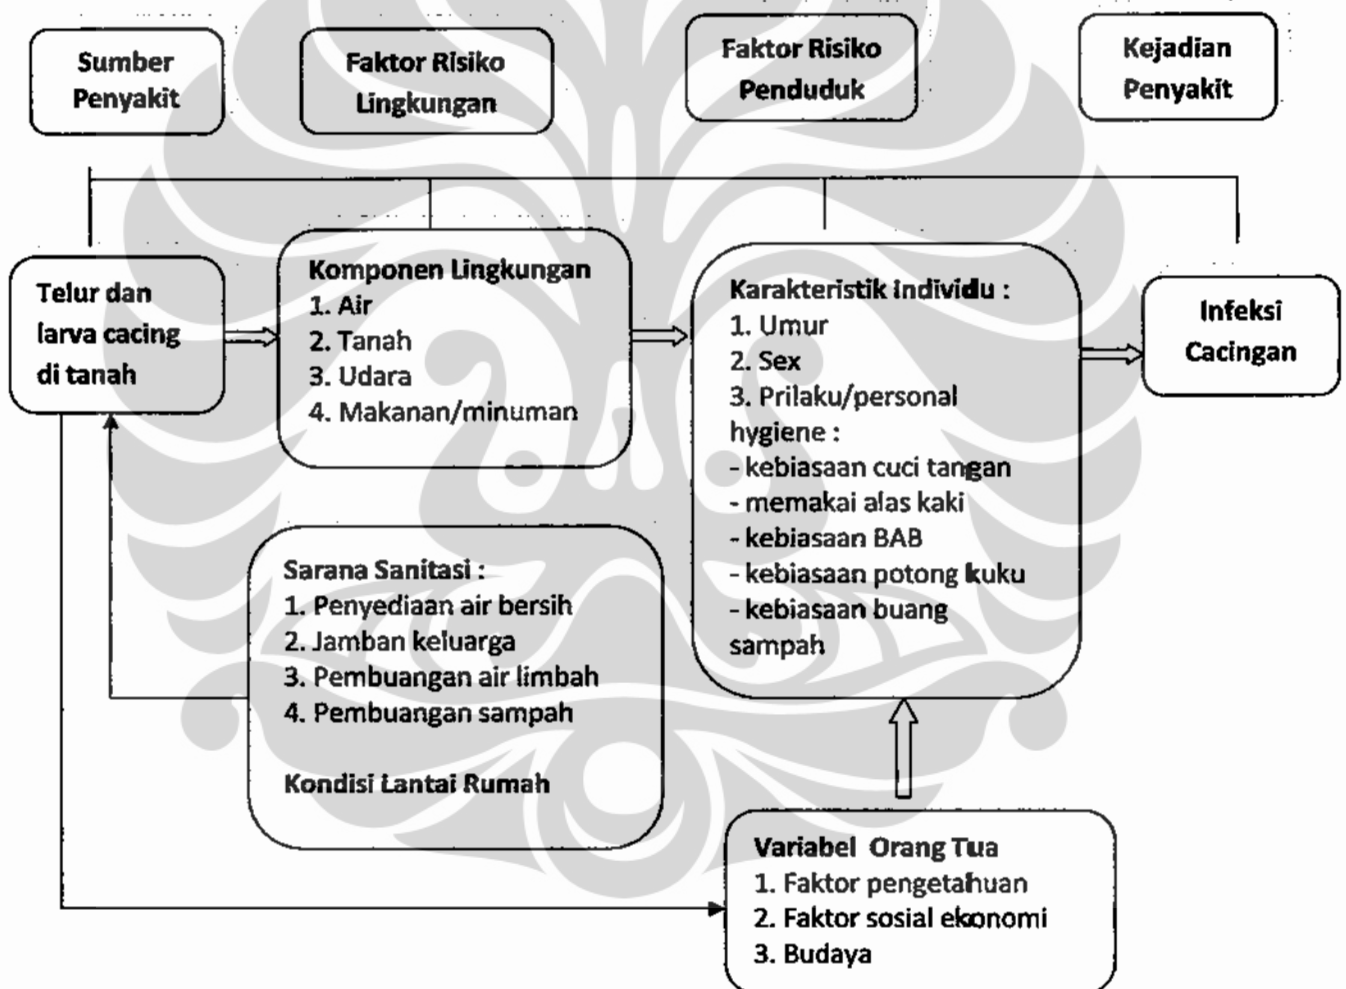 Sumber
Penyakit
Faktor Risiko
Lingkungan
Faktor Risiko
Penduduk
Kejadian
Penyakit
Telur dan
larva cacing
di tanah
Komponen Lingkungan
1. Air
2. Tanah
3. Udara
4. Makanan/minuman
Karakteristik Individu :
1. Umur
2. Sex
3. Prilaku/personal
hygiene :
- kebiasaan cuci tangan
- memakai alas kaki
- kebiasaan BAB
- kebiasaan potong kuku
- kebiasaan buang
sampah
Infeksi
Cacingan
Sarana Sanitasi :
1. Penyediaan air bersih
2. Jamban keluarga
3. Pembuangan air limbah
4. Pembuangan sampah
Kondisi Lantai Rumah
Variabel Orang Tua
1. Faktor pengetahuan
2. Faktor sosial ekonomi
3. Budaya